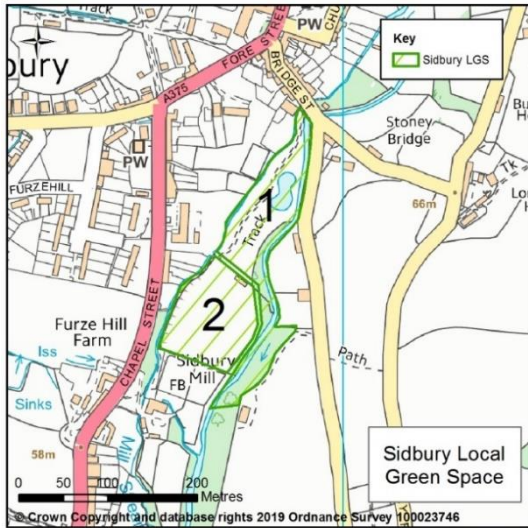 Track
PW
FORE STREET
bury
A375
BRIDGE ST
Key
Sidbury LGS
Stoney
Bridge
PW
FURZEHILL
66m
Tk
1
Track
2
CHAPEL STREET
Furze Hill
Farm
Sidbury
Mill
Path
Iss
FB
Sinks
58m
Sidbury Local
Green Space
0 50 100 200
Metres
© Crown Copyright and database rights 2019 Ordnance Survey 100023746